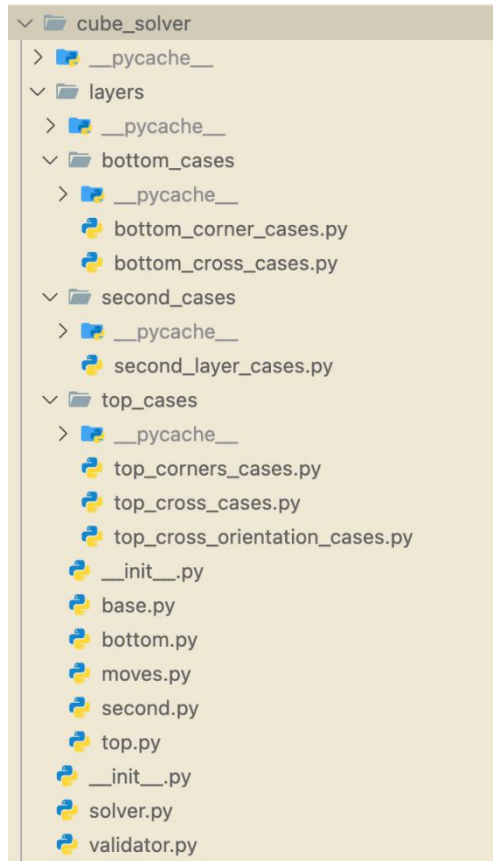 cube_solver
__pycache__
layers
__pycache__
bottom_cases
__pycache__
bottom_corner_cases.py
bottom_cross_cases.py
second_cases
__pycache__
second_layer_cases.py
top_cases
__pycache__
top_corners_cases.py
top_cross_cases.py
top_cross_orientation_cases.py
__init__.py
base.py
bottom.py
moves.py
second.py
top.py
__init__.py
solver.py
validator.py